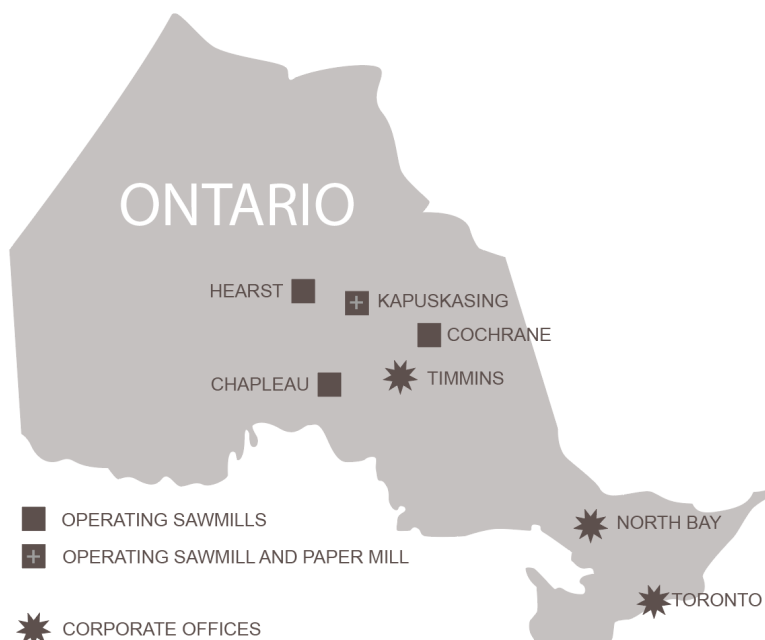 ONTARIO
HEARST
KAPUSKASING
COCHRANE
CHAPLEAU
TIMMINS
OPERATING SAWMILLS
NORTH BAY
OPERATING SAWMILL AND PAPER MILL
TORONTO
CORPORATE OFFICES